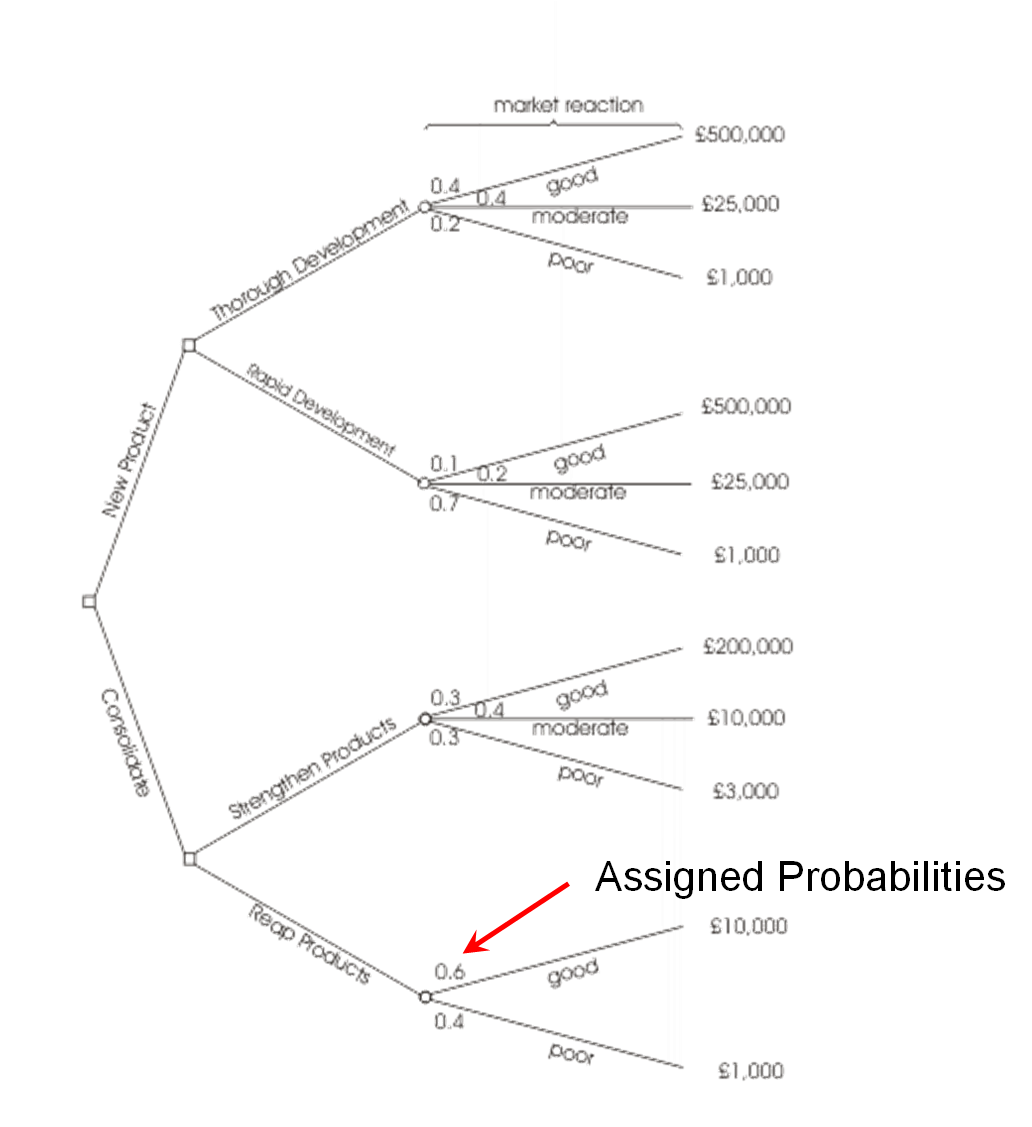 market reaction
£500,000
0.4
good
Thorough Development
0.4
£25,000
moderate
0.2
poor
£1,000
Rapid Development
£500,000
New Product
0.1
good
0.2
£25,000
moderate
0.7
poor
£1,000
£200,000
Consolidate
0.3
good
0.4
£10,000
moderate
Strengthen Products
0.3
poor
£3,000
Assigned Probabilities
Reap Products
£10,000
0.6
good
0.4
poor
£1,000